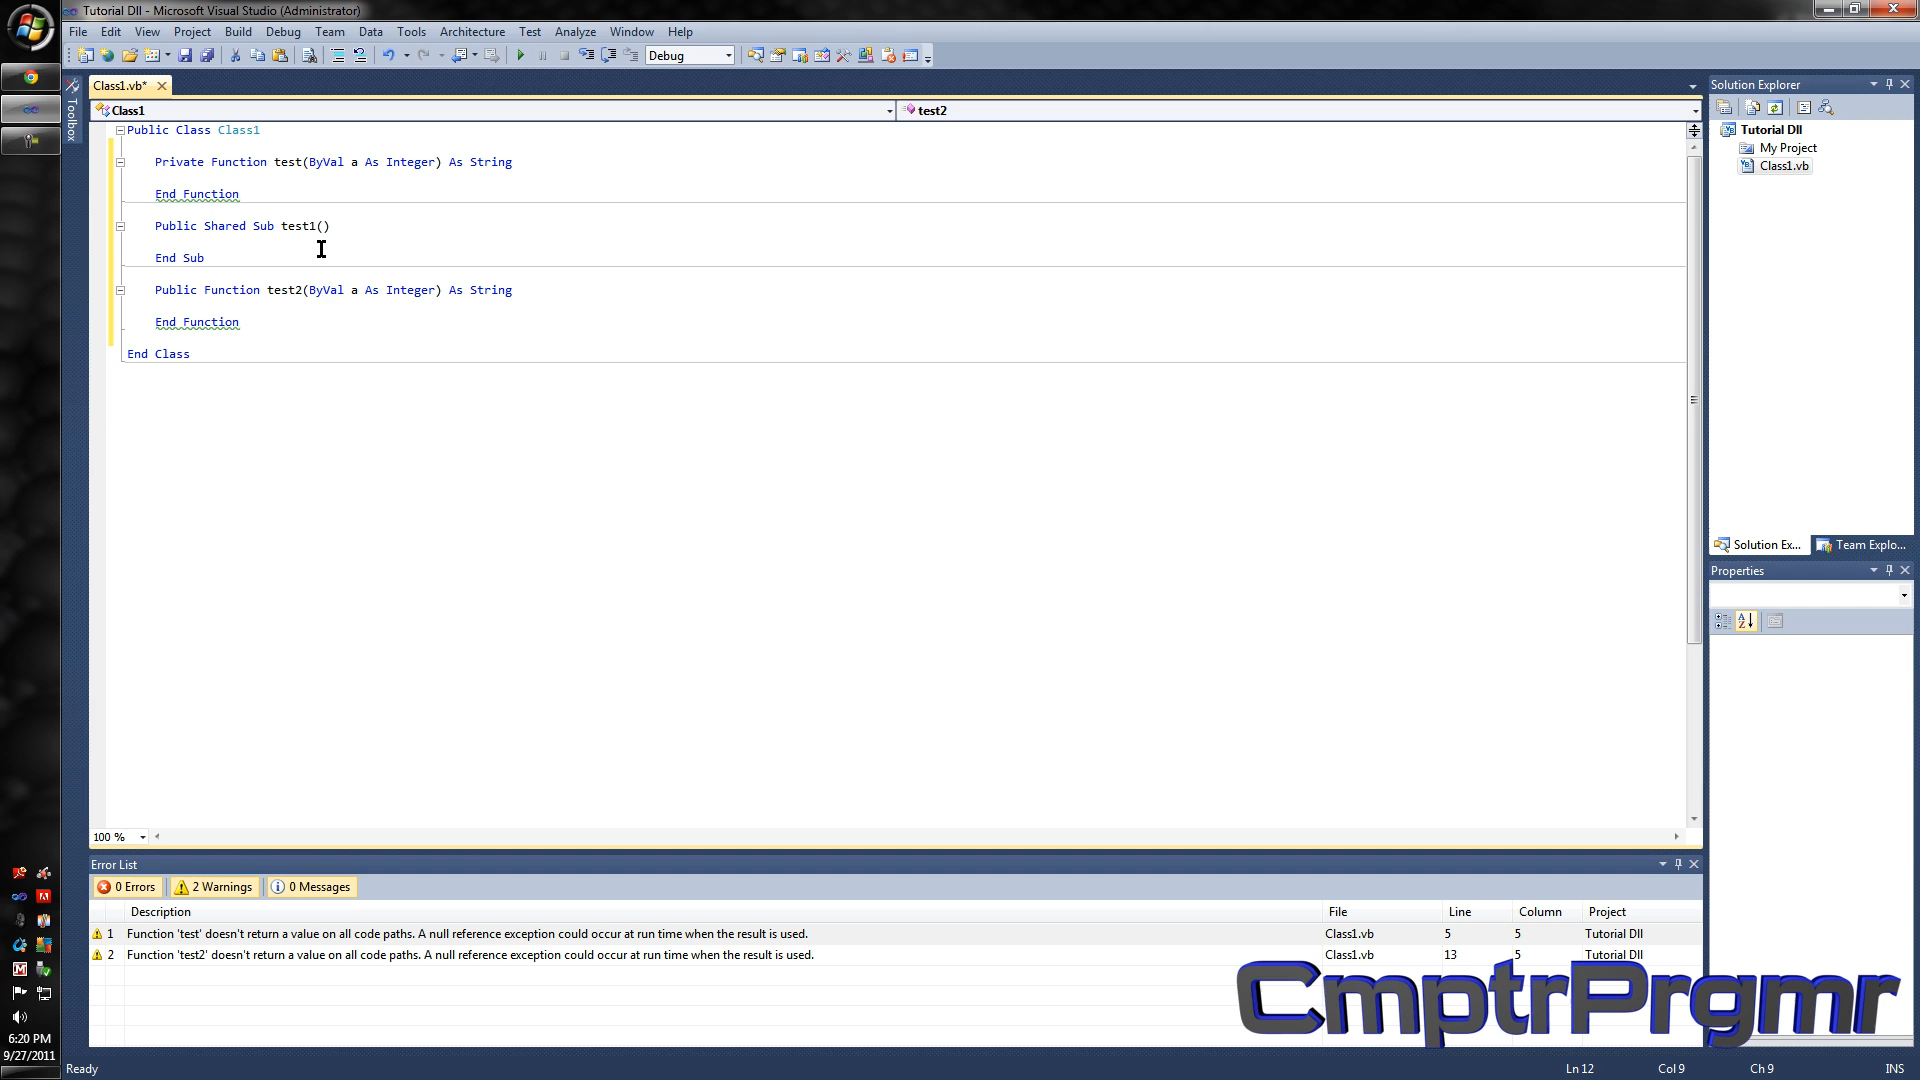 Tutorial Dll - Microsoft Visual Studio (Administrator)
File Edit View Project Build Debug Team Data Tools Architecture Test Analyze Window Help
Debug
Toolbox
Class1.vb*
Class1 test2
Public Class Class1
Private Function test(ByVal a As Integer) As String
End Function
Public Shared Sub test1()
End Sub
Public Function test2(ByVal a As Integer) As String
End Function
End Class
100 %
Solution Explorer
Tutorial Dll
My Project
Class1.vb
Solution Ex... Team Explo...
Properties
Error List
0 Errors 2 Warnings 0 Messages
Description File Line Column Project
1 Function 'test' doesn't return a value on all code paths. A null reference exception could occur at run time when the result is used. Class1.vb 5 5 Tutorial Dll
2 Function 'test2' doesn't return a value on all code paths. A null reference exception could occur at run time when the result is used. Class1.vb 13 5 Tutorial Dll
CmptrPrgmr
6:20 PM
9/27/2011
Ready Ln 12 Col 9 Ch 9 INS